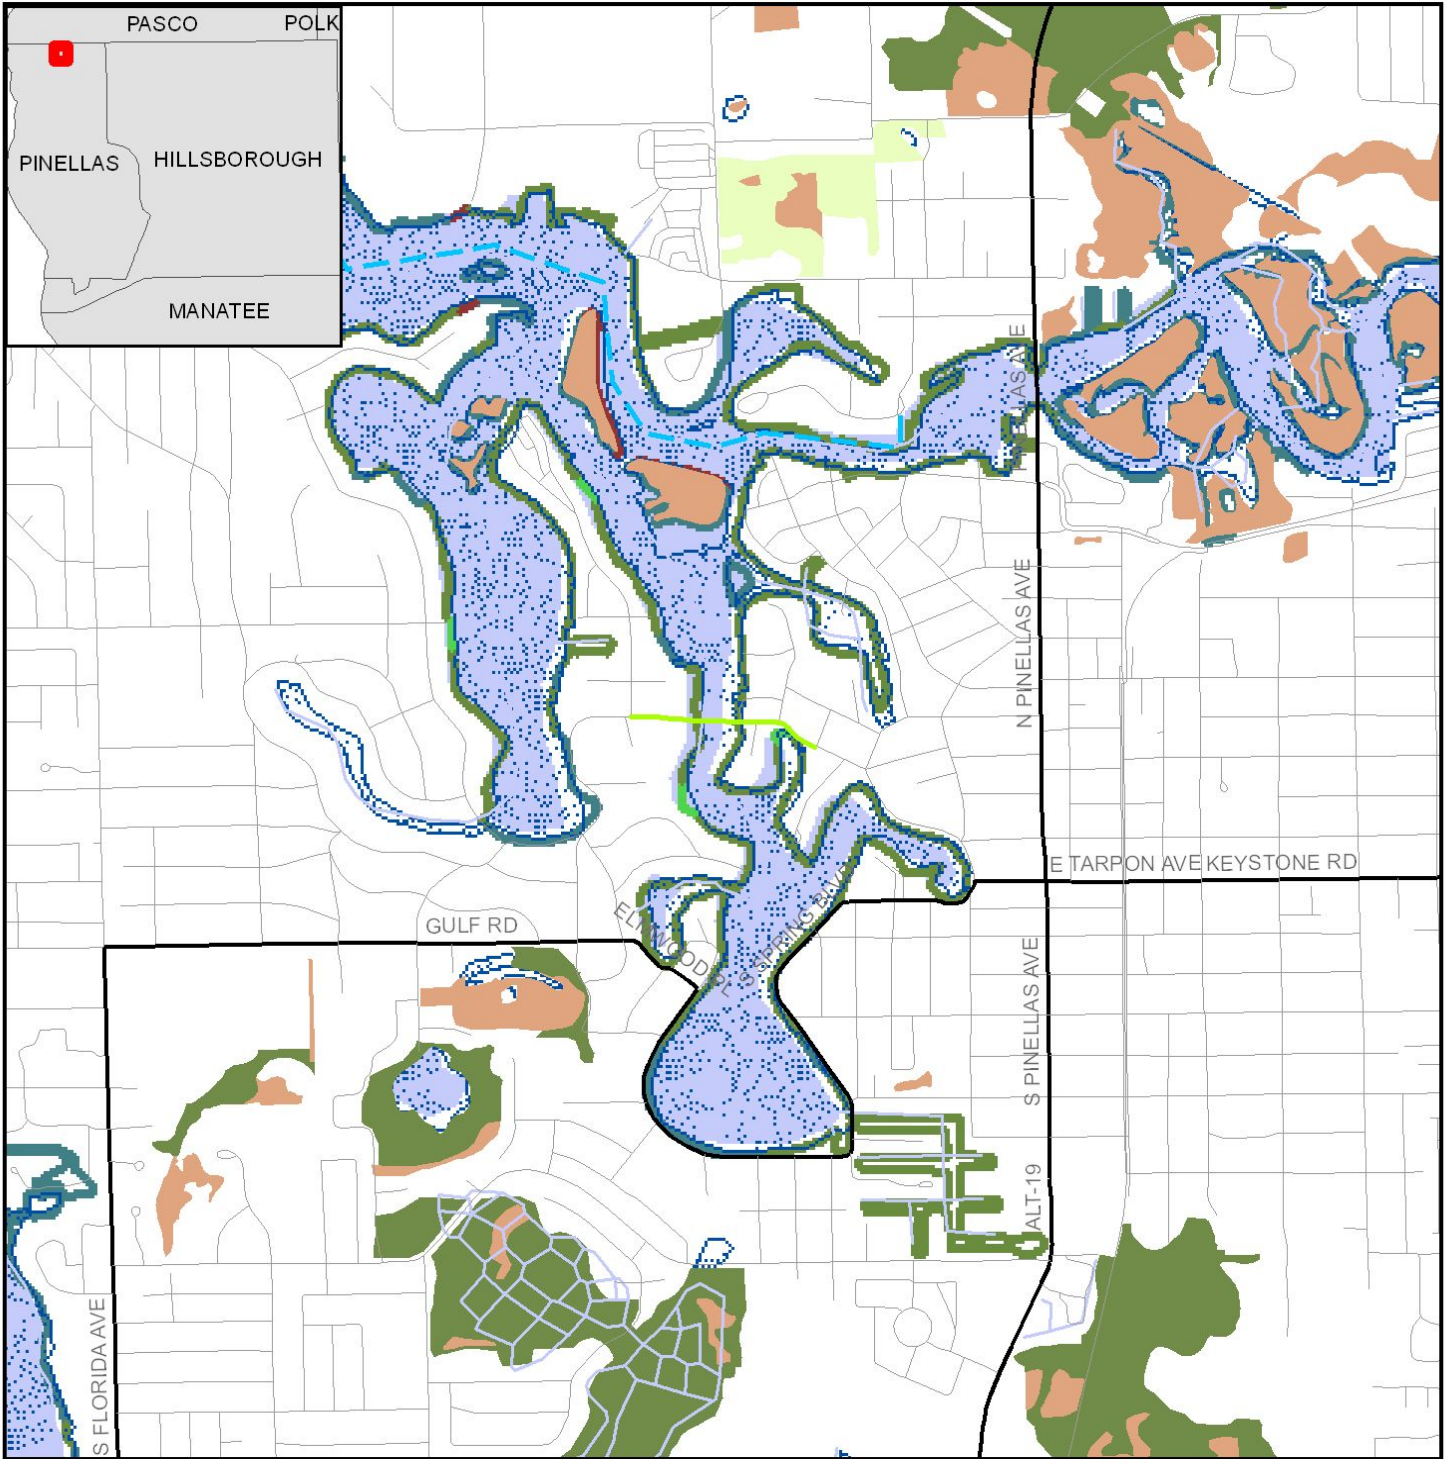 PASCO
POLK
PINELLAS
HILLSBOROUGH
MANATEE
N PINELLAS AVE
E TARPON AVE KEYSTONE RD
GULF RD
S SPRING BLVD
S PINELLAS AVE
ALT-19
S FLORIDA AVE